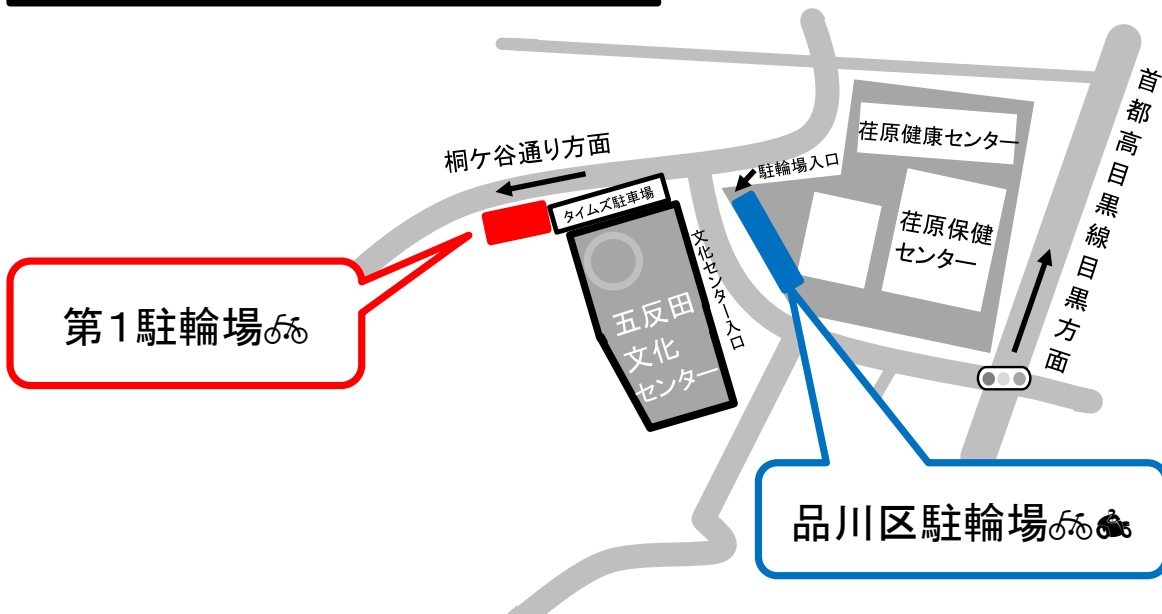 首都高目黒線目黒方面
荏原健康センター
桐ケ谷通り方面
駐輪場入口
タイムズ駐車場
荏原保健
センター
文化センター入口
五反田
文化
センター
第1駐輪場
品川区駐輪場